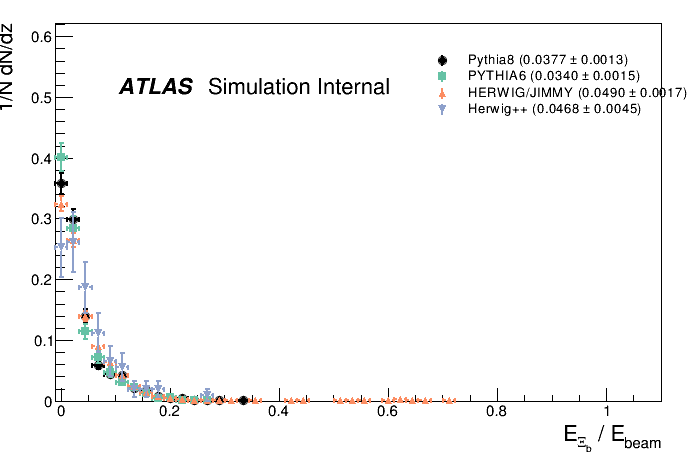 1/N dN/dz
ATLAS Simulation Internal
Pythia8 (0.0377 ± 0.0013)
PYTHIA6 (0.0340 ± 0.0015)
HERWIG/JIMMY (0.0490 ± 0.0017)
Herwig++ (0.0468 ± 0.0045)
0.6
0.5
0.4
0.3
0.2
0.1
0
0 0.2 0.4 0.6 0.8 1
E_Ξ_b / E_beam